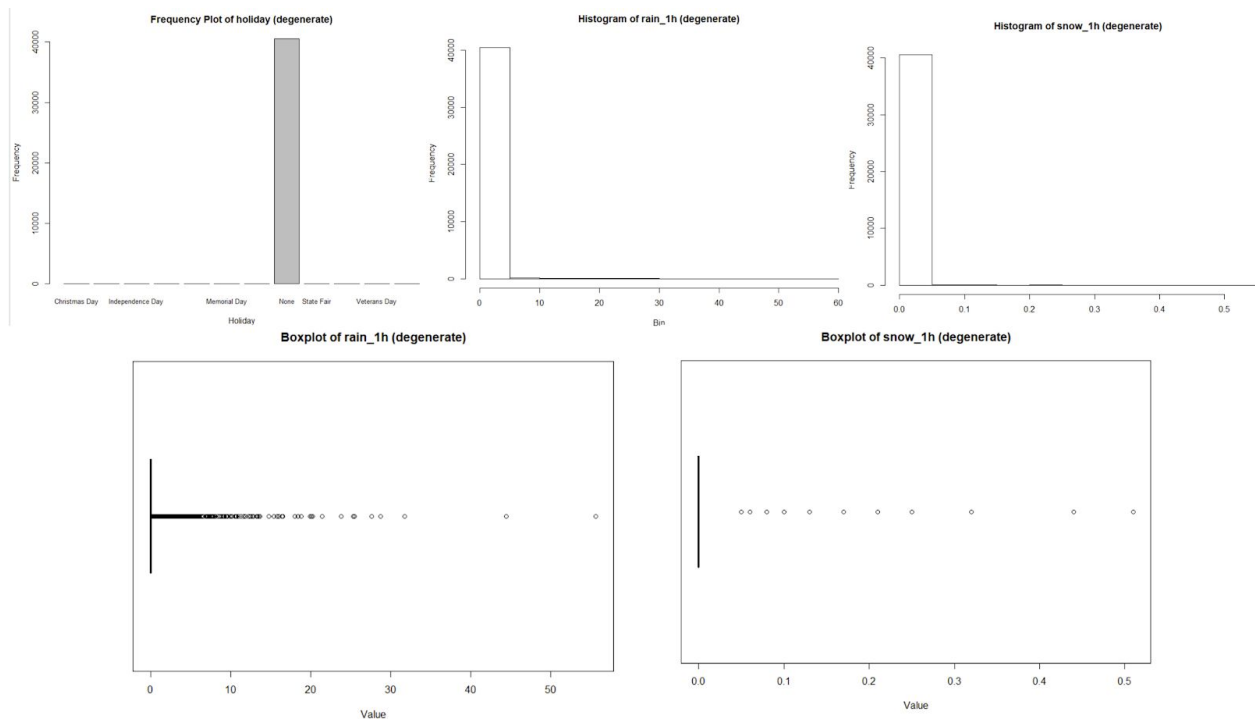 Frequency Plot of holiday (degenerate)
Frequency
40000
30000
20000
10000
0
Christmas Day Independence Day Memorial Day None State Fair Veterans Day
Holiday
Histogram of rain_1h (degenerate)
Frequency
40000
30000
20000
10000
0
0 10 20 30 40 50 60
Bin
Histogram of snow_1h (degenerate)
Frequency
40000
30000
20000
10000
0
0.0 0.1 0.2 0.3 0.4 0.5
Boxplot of rain_1h (degenerate)
0 10 20 30 40 50
Value
Boxplot of snow_1h (degenerate)
0.0 0.1 0.2 0.3 0.4 0.5
Value